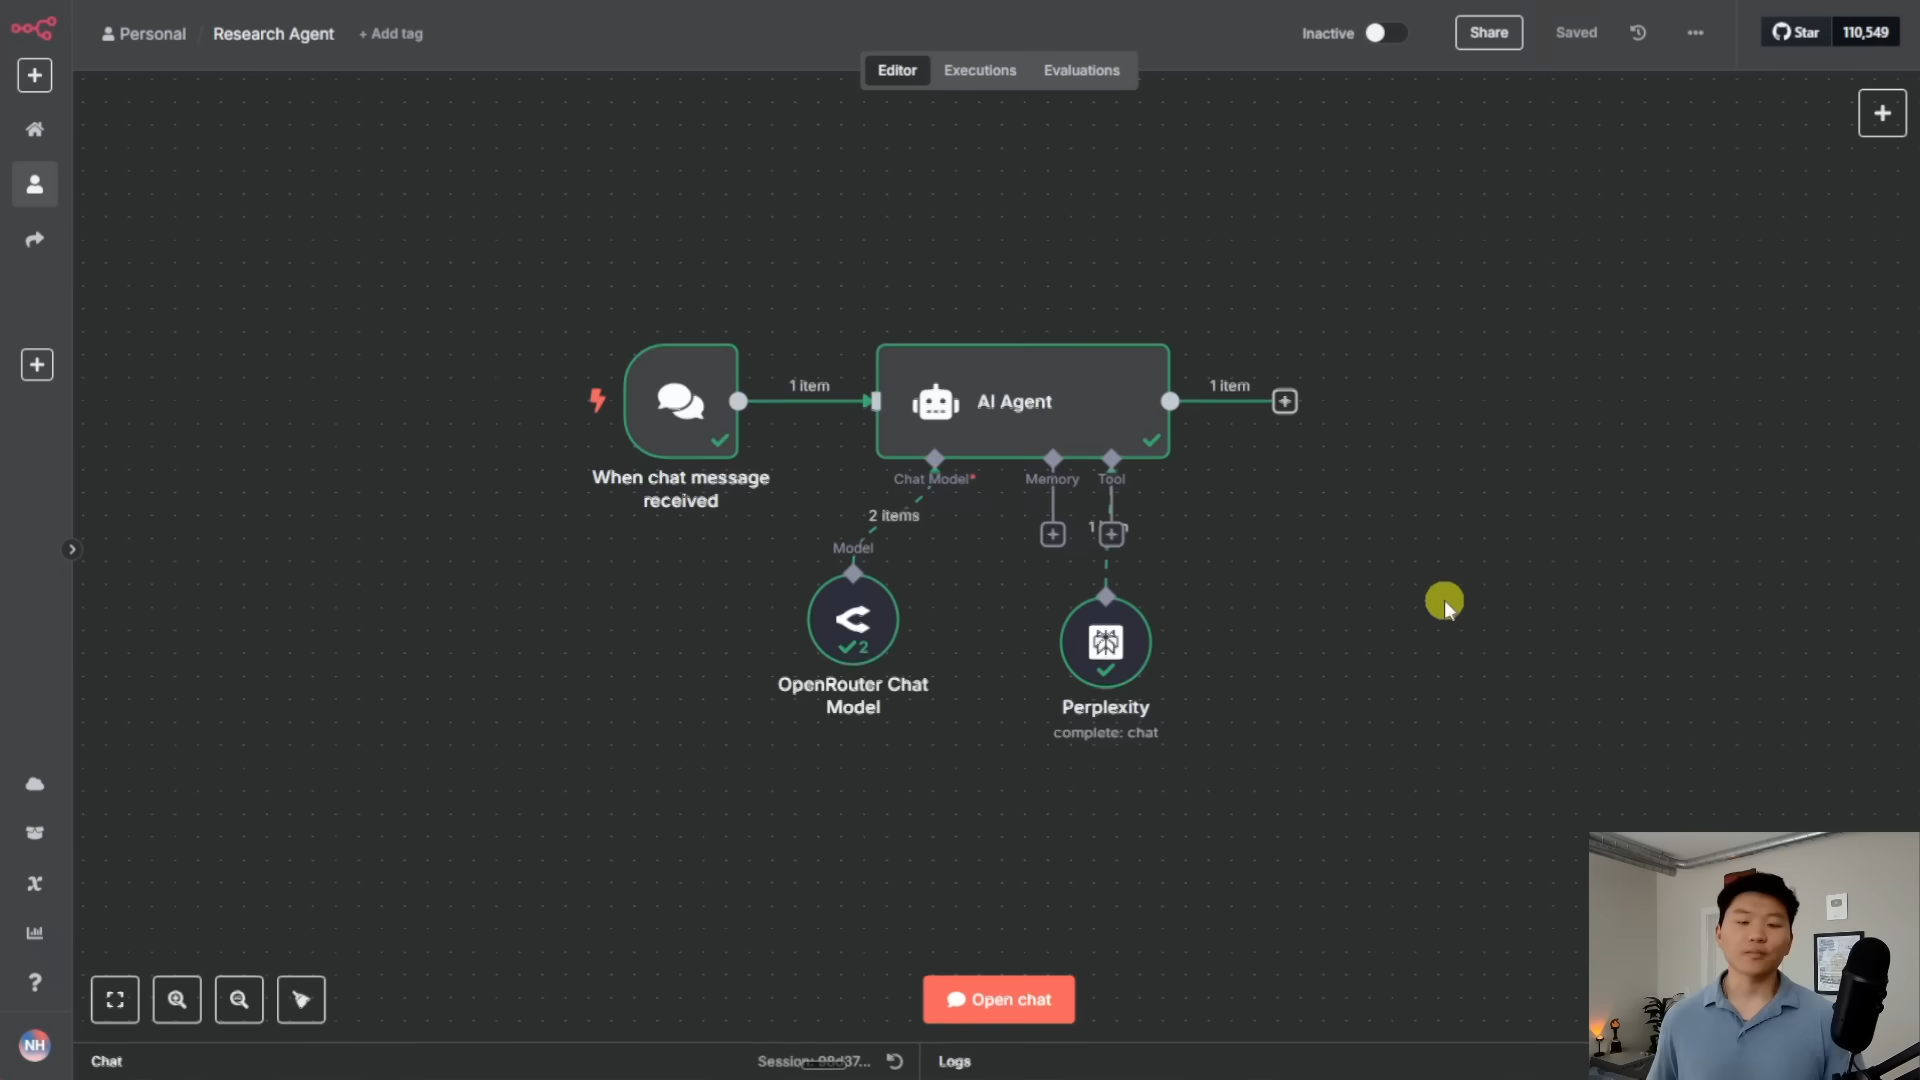 Personal / Research Agent + Add tag
Inactive
Share
Saved
Star 110,549
Editor Executions Evaluations
1 item
1 item
AI Agent
When chat message
received
Chat Model*
Memory
Tool
2 items
Model
OpenRouter Chat
Model
2
Perplexity
complete: chat
Open chat
NH
Chat
Session:
Logs